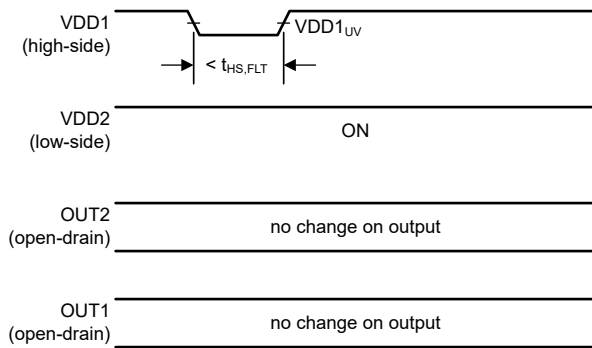 VDD1
(high-side)
VDD1UV
< tHS,FLT
VDD2
(low-side)
ON
OUT2
(open-drain)
no change on output
OUT1
(open-drain)
no change on output